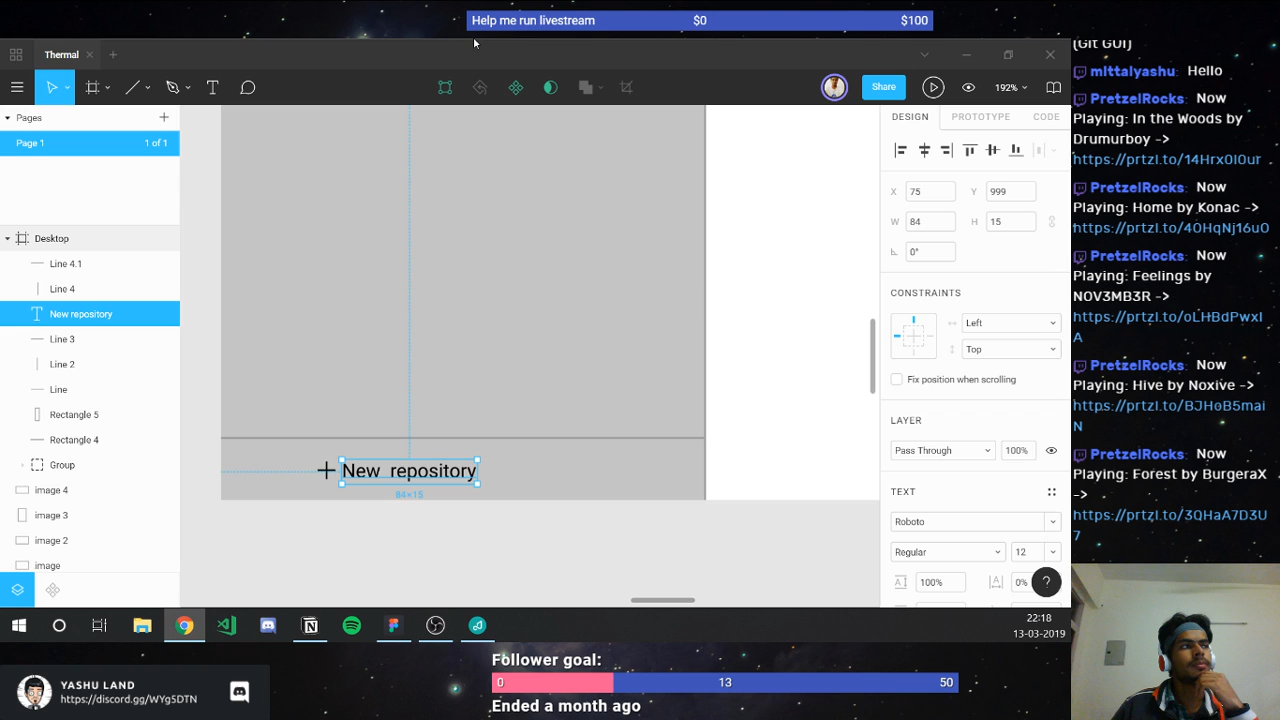 Help me run livestream $0 $100
Thermal
Share
192%
Pages
Page 1 1 of 1
Desktop
Line 4.1
Line 4
New repository
Line 3
Line 2
Line
Rectangle 5
Rectangle 4
Group
image 4
image 3
image 2
image
New repository
84×15
DESIGN PROTOTYPE CODE
X 75 Y 999
W 84 H 15
0°
CONSTRAINTS
Left
Top
Fix position when scrolling
LAYER
Pass Through 100%
TEXT
Roboto
Regular 12
100% 0%
?
(Git GUI)
mittalyashu: Hello
PretzelRocks: Now
Playing: In the Woods by
Drumurboy ->
https://prtzl.to/14Hrx0l0ur
PretzelRocks: Now
Playing: Home by Konac ->
https://prtzl.to/40HqNj16u0
PretzelRocks: Now
Playing: Feelings by
NOV3MB3R ->
https://prtzl.to/oLHBdPwxl
A
PretzelRocks: Now
Playing: Hive by Noxive ->
https://prtzl.to/BJHoB5mai
N
PretzelRocks: Now
Playing: Forest by BurgeraX
->
https://prtzl.to/3QHaA7D3U
7
22:18
13-03-2019
YASHU LAND
https://discord.gg/WYg5DTN
Follower goal:
0 13 50
Ended a month ago